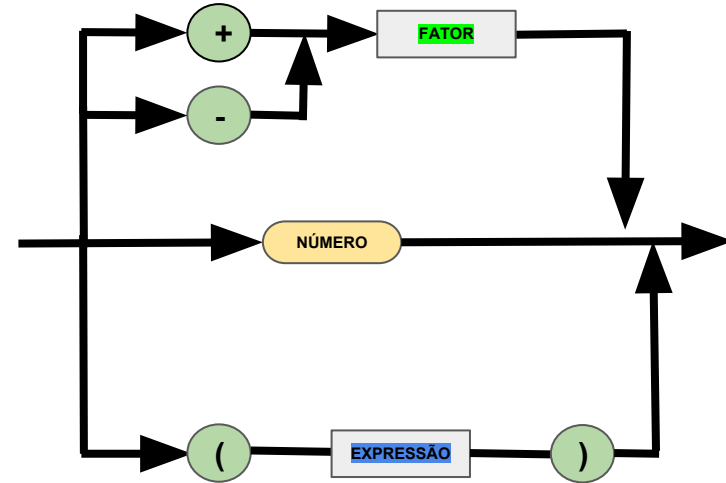 +
FATOR
-
NÚMERO
(
EXPRESSÃO
)